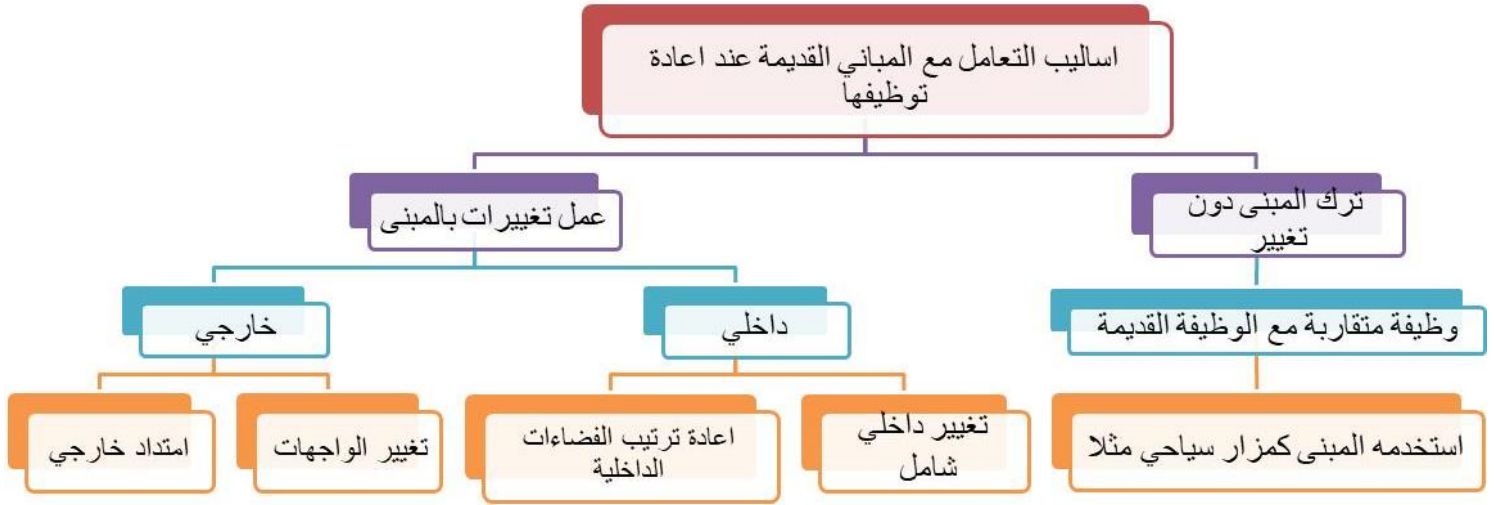 اساليب التعامل مع المباني القديمة عند اعادة
توظيفها
ترك المبنى دون
تغيير
عمل تغييرات بالمبنى
وظيفة متقاربة مع الوظيفة القديمة
داخلي
خارجي
استخدمه المبنى كمزار سياحي مثلا
تغيير داخلي
شامل
اعادة ترتيب الفضاءات
الداخلية
تغيير الواجهات
امتداد خارجي